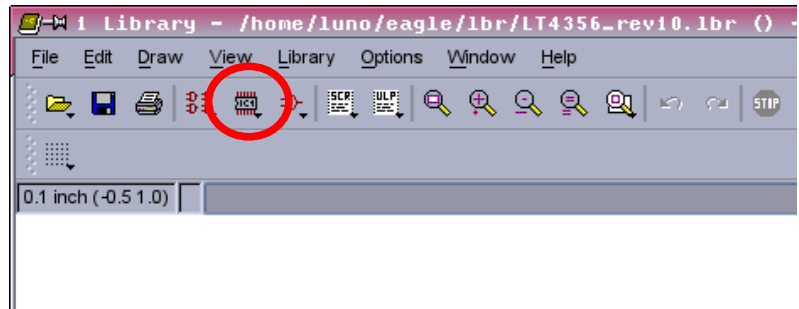 1 Library - /home/luno/eagle/lbr/LT4356_rev10.lbr () -
File Edit Draw View Library Options Window Help
IC1 SCR ULP STOP
0.1 inch (-0.5 1.0)